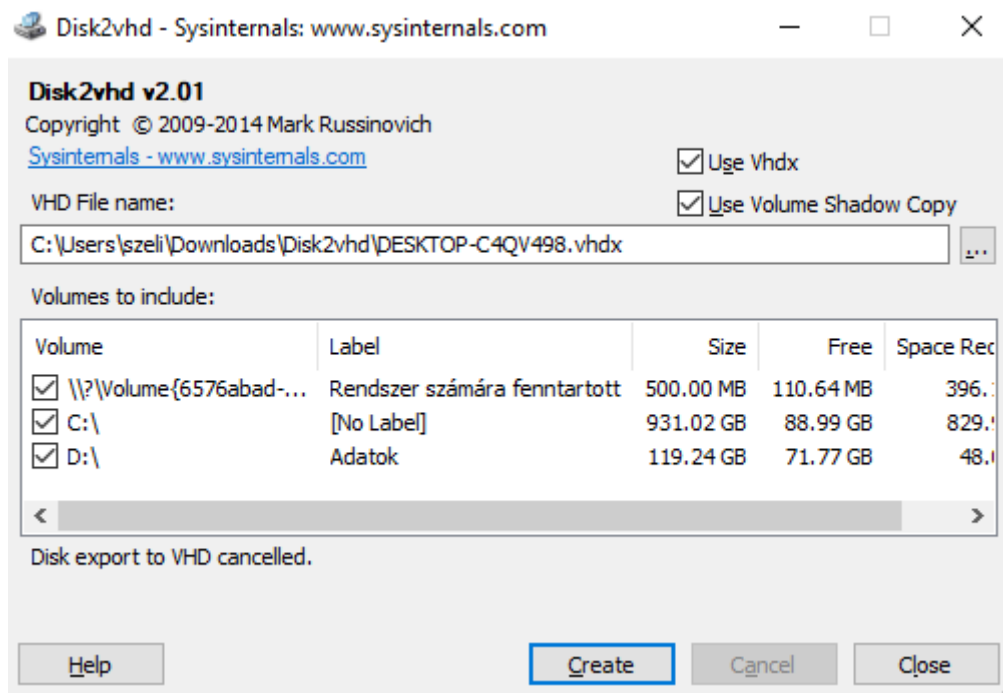 Disk2vhd - Sysinternals: www.sysinternals.com
Disk2vhd v2.01
Copyright © 2009-2014 Mark Russinovich
Sysinternals - www.sysinternals.com
Use Vhdx
VHD File name:
Use Volume Shadow Copy
C:\Users\szeli\Downloads\Disk2vhd\DESKTOP-C4QV498.vhdx
...
Volumes to include:
Volume Label Size Free Space Req
\\?\Volume{6576abad-... Rendszer számára fenntartott 500.00 MB 110.64 MB 396.
C:\ [No Label] 931.02 GB 88.99 GB 829.
D:\ Adatok 119.24 GB 71.77 GB 48.
Disk export to VHD cancelled.
Help Create Cancel Close